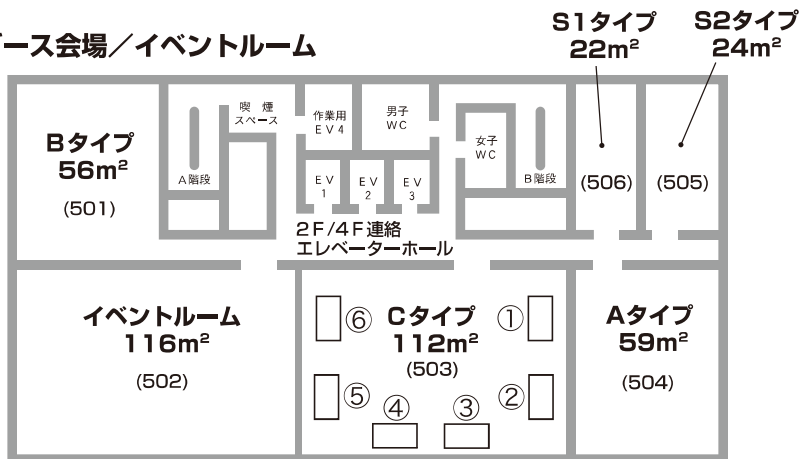 ース会場／イベントルーム
S1タイプ
22m²
S2タイプ
24m²
Bタイプ
56m²
(501)
A階段
喫 煙
スペース
作業用
EV4
男子
WC
女子
WC
B階段
EV
1
EV
2
EV
3
(506)
(505)
2F/4F連絡
エレベーターホール
イベントルーム
116m²
(502)
Cタイプ
112m²
(503)
⑥
①
⑤
②
④
③
Aタイプ
59m²
(504)